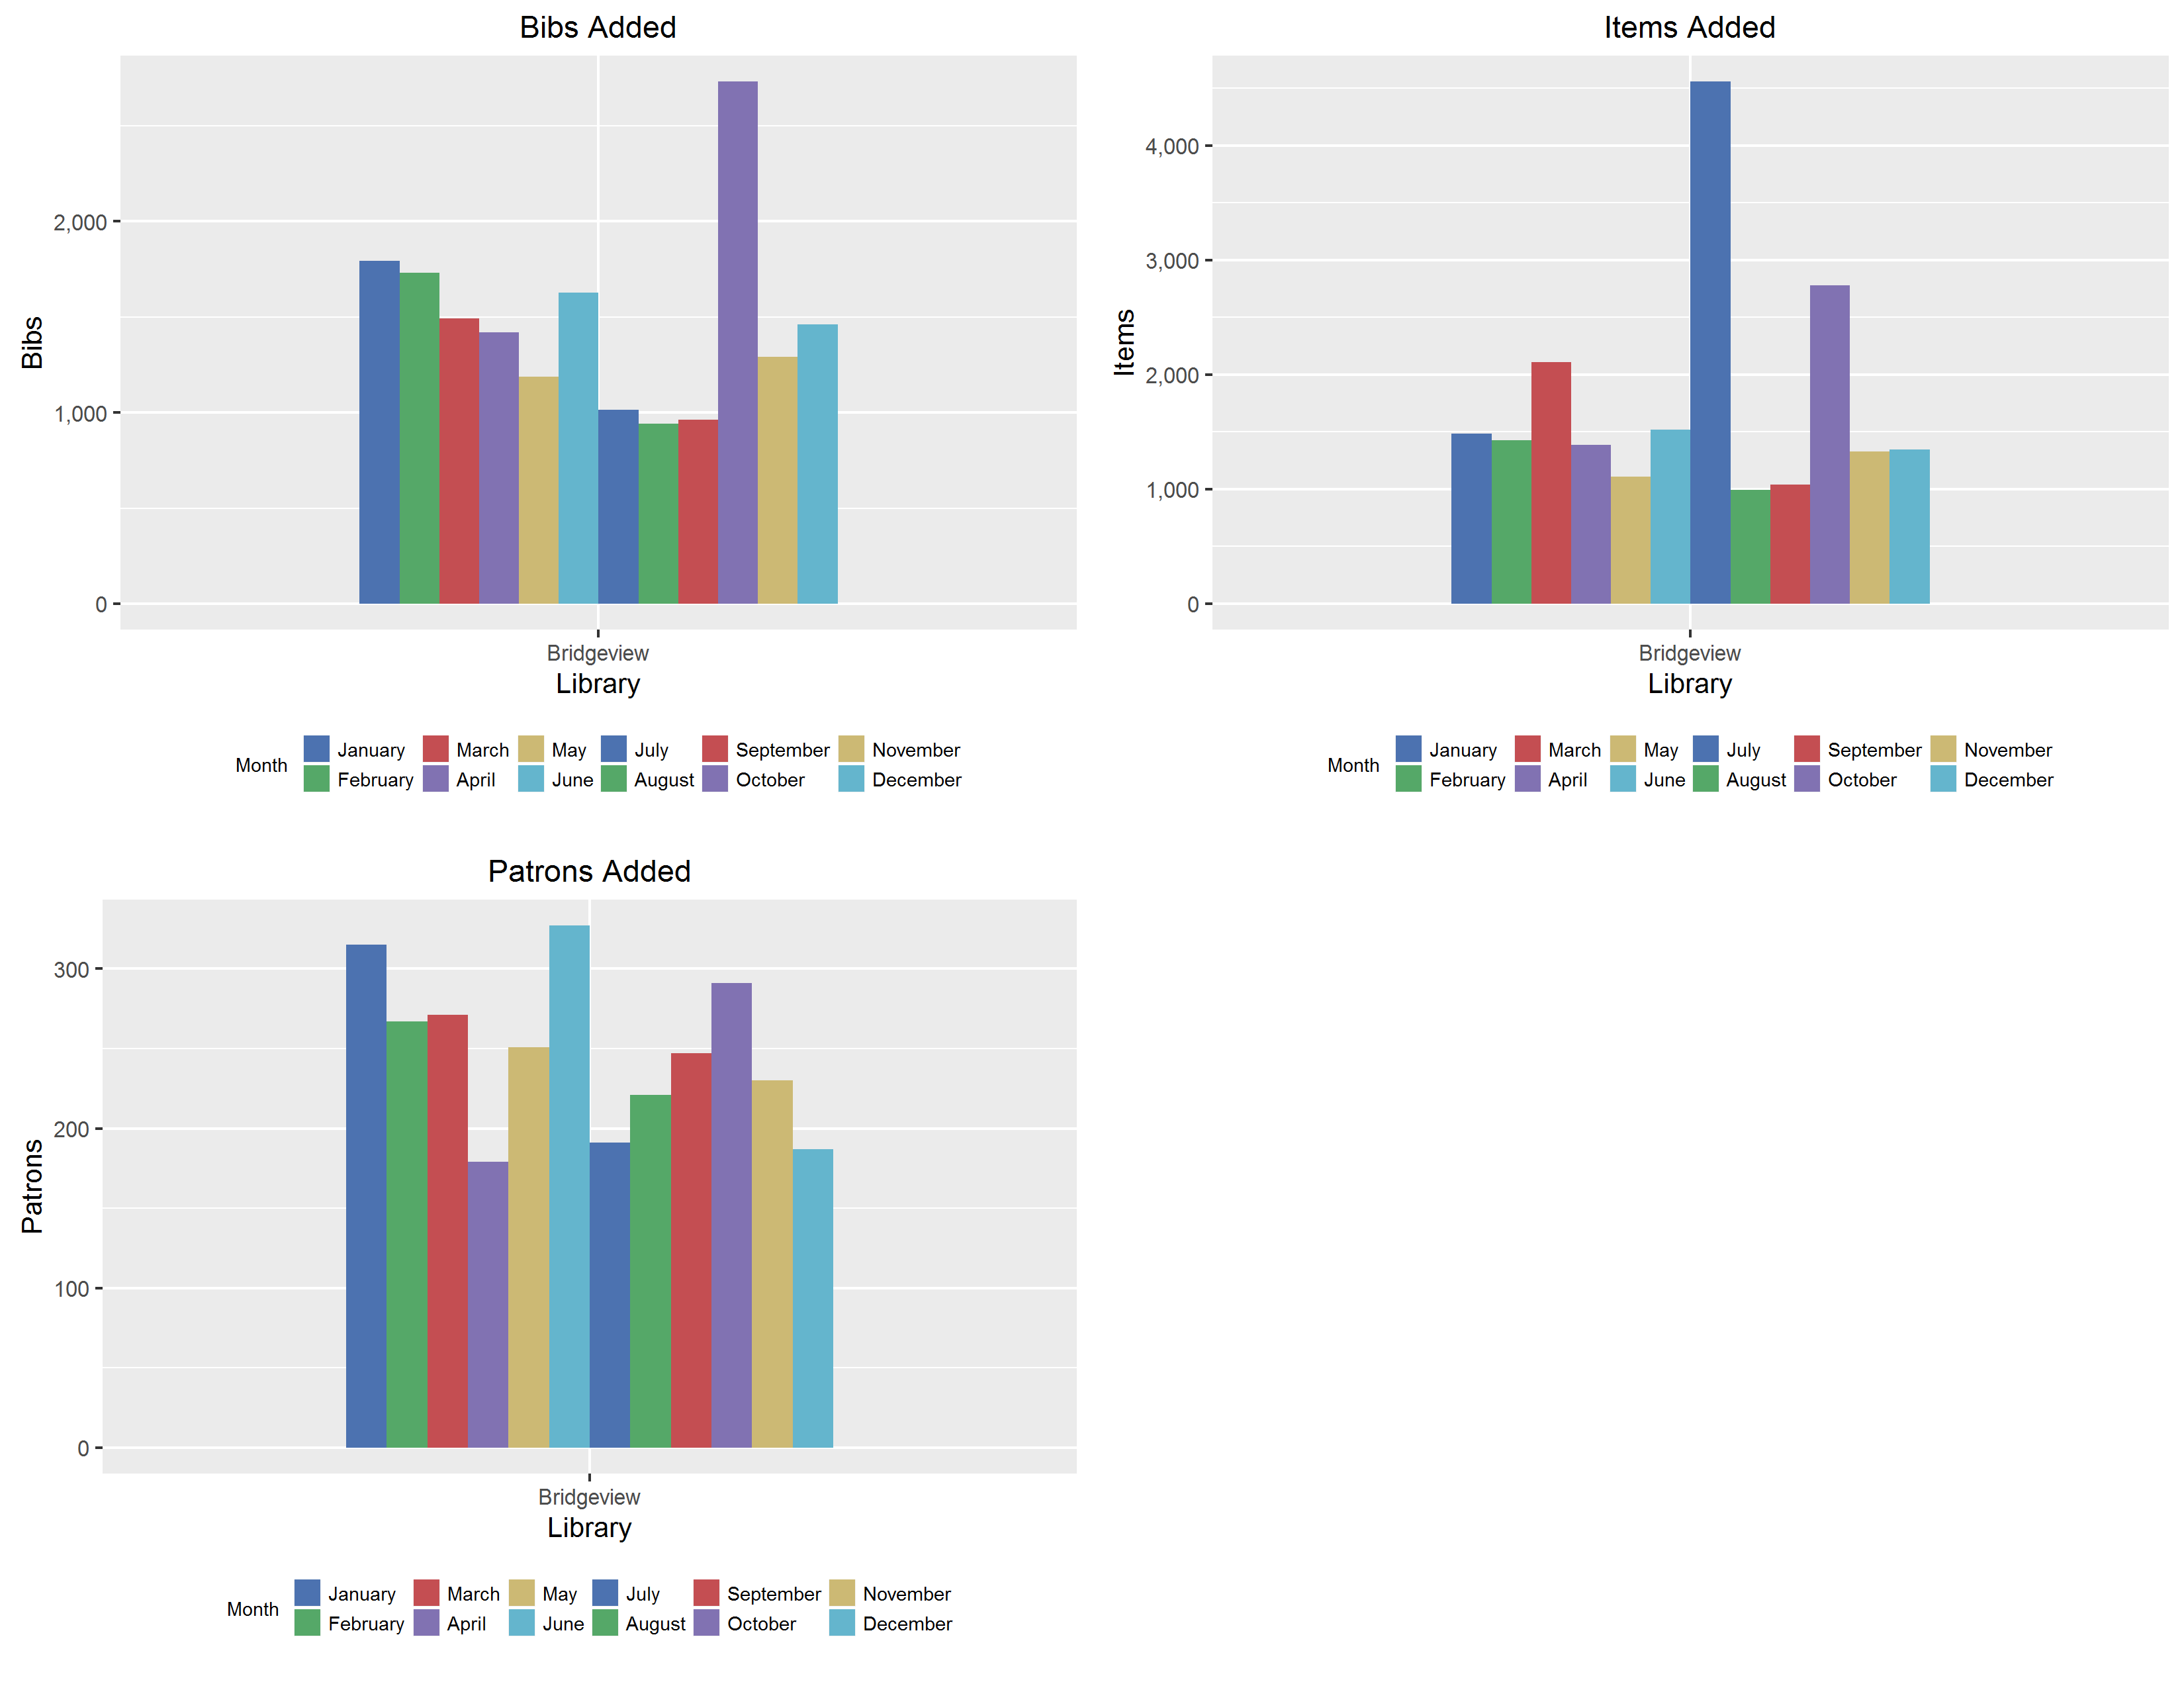 Bibs Added
Bibs
2,000
1,000
0
Bridgeview
Library
Month
January March May July September November
February April June August October December
Items Added
Items
4,000
3,000
2,000
1,000
0
Bridgeview
Library
Month
January March May July September November
February April June August October December
Patrons Added
Patrons
300
200
100
0
Bridgeview
Library
Month
January March May July September November
February April June August October December